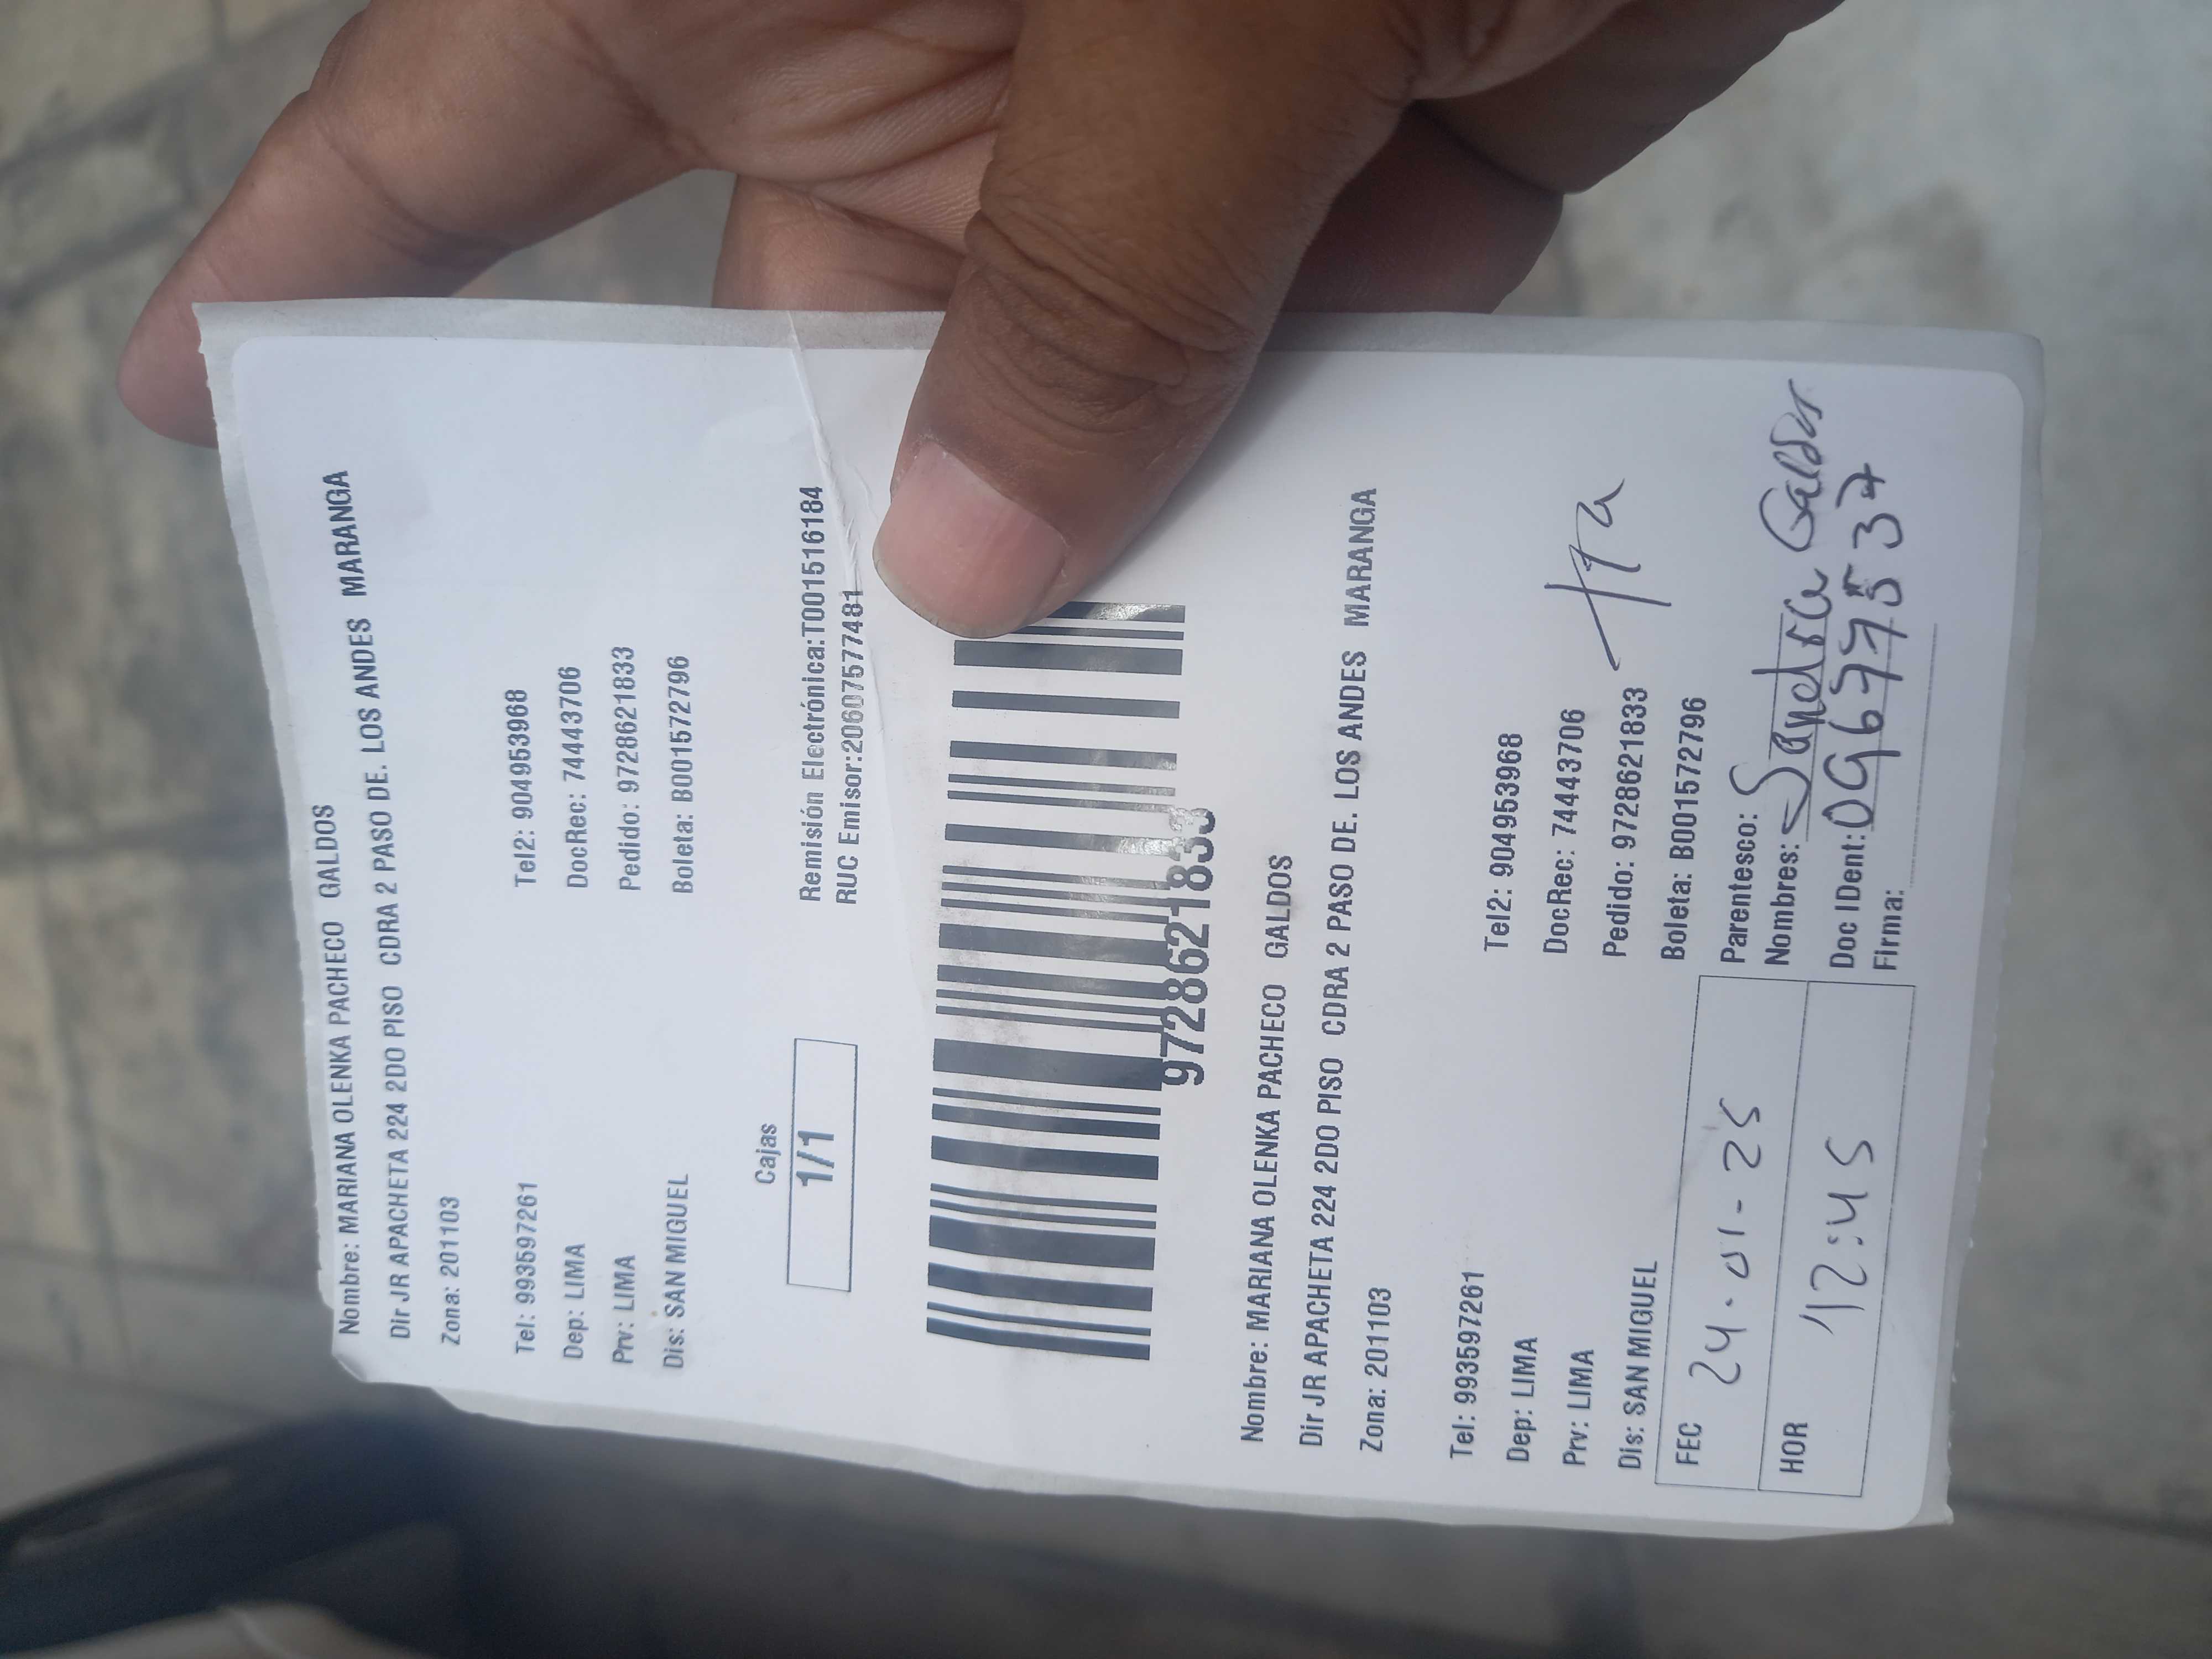 Nombre: MARIANA OLENKA PACHECO GALDOS
Dir JR APACHETA 224 2DO PISO CDRA 2 PASO DE. LOS ANDES MARANGA
Zona: 201103
Tel: 993597261 Tel2: 904953968
Dep: LIMA DocRec: 74443706
Prv: LIMA Pedido: 9728621833
Dis: SAN MIGUEL Boleta: B001572796
Cajas
1/1
Remisión Electrónica:T001516184
RUC Emisor:20607577481
9728621833
Nombre: MARIANA OLENKA PACHECO GALDOS
Dir JR APACHETA 224 2DO PISO CDRA 2 PASO DE. LOS ANDES MARANGA
Zona: 201103
Tel: 993597261 Tel2: 904953968
Dep: LIMA DocRec: 74443706
Prv: LIMA Pedido: 9728621833
Dis: SAN MIGUEL Boleta: B001572796
FEC 24-01-25 Parentesco:
HOR 12:45 Nombres: Sandra Galdos
Doc IDent: 09677537
Firma: